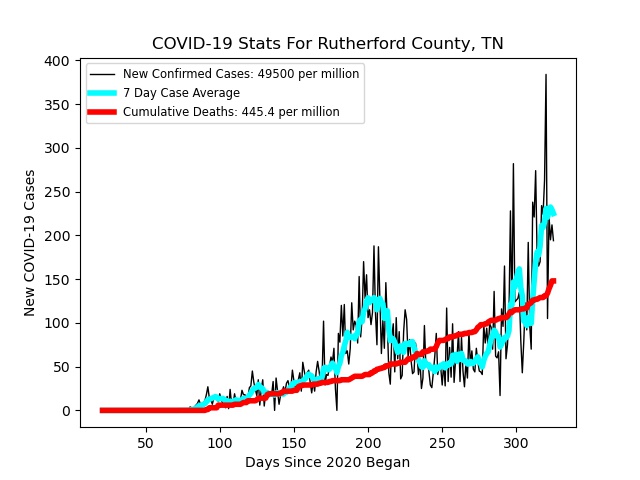 COVID-19 Stats For Rutherford County, TN
New Confirmed Cases: 49500 per million
7 Day Case Average
Cumulative Deaths: 445.4 per million
New COVID-19 Cases
400
350
300
250
200
150
100
50
0
50 100 150 200 250 300
Days Since 2020 Began